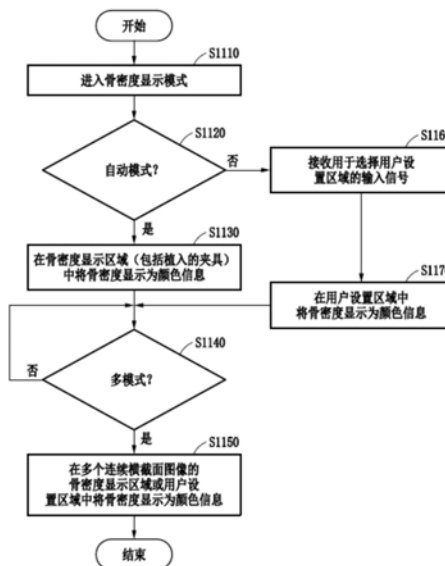 开始
S1110
进入骨密度显示模式
S1120
自动模式?
否
S116
接收用于选择用户设
置区域的输入信号
是
S1130
在骨密度显示区域（包括植入的夹具）
中将骨密度显示为颜色信息
S1170
在用户设置区域中
将骨密度显示为颜色信息
S1140
否
多模式?
是
S1150
在多个连续横截面图像的
骨密度显示区域或用户设
置区域中将骨密度显示为颜色信息
结束